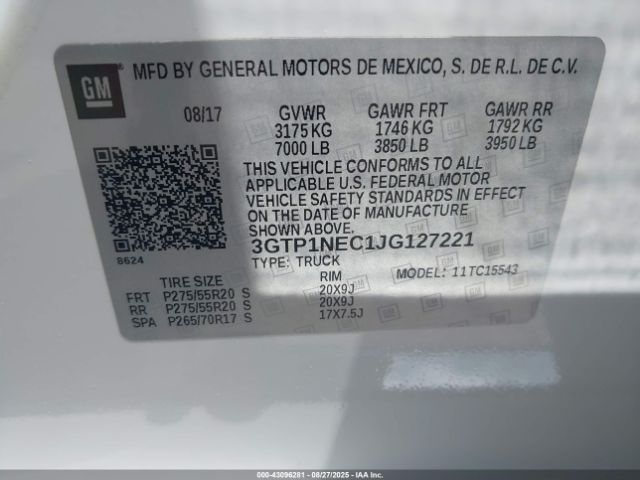 GM
MFD BY GENERAL MOTORS DE MEXICO, S. DE R.L. DE C.V.
08/17 GVWR GAWR FRT GAWR RR
3175 KG 1746 KG 1792 KG
7000 LB 3850 LB 3950 LB
THIS VEHICLE CONFORMS TO ALL
APPLICABLE U.S. FEDERAL MOTOR
VEHICLE SAFETY STANDARDS IN EFFECT
ON THE DATE OF MANUFACTURE SHOWN ABOVE.
8624
3GTP1NEC1JG127221
TYPE: TRUCK MODEL: 11TC15543
TIRE SIZE RIM
FRT P275/55R20 S 20X9J
RR P275/55R20 S 20X9J
SPA P265/70R17 S 17X7.5J
000-43096281 - 08/27/2025 - IAAI.COM